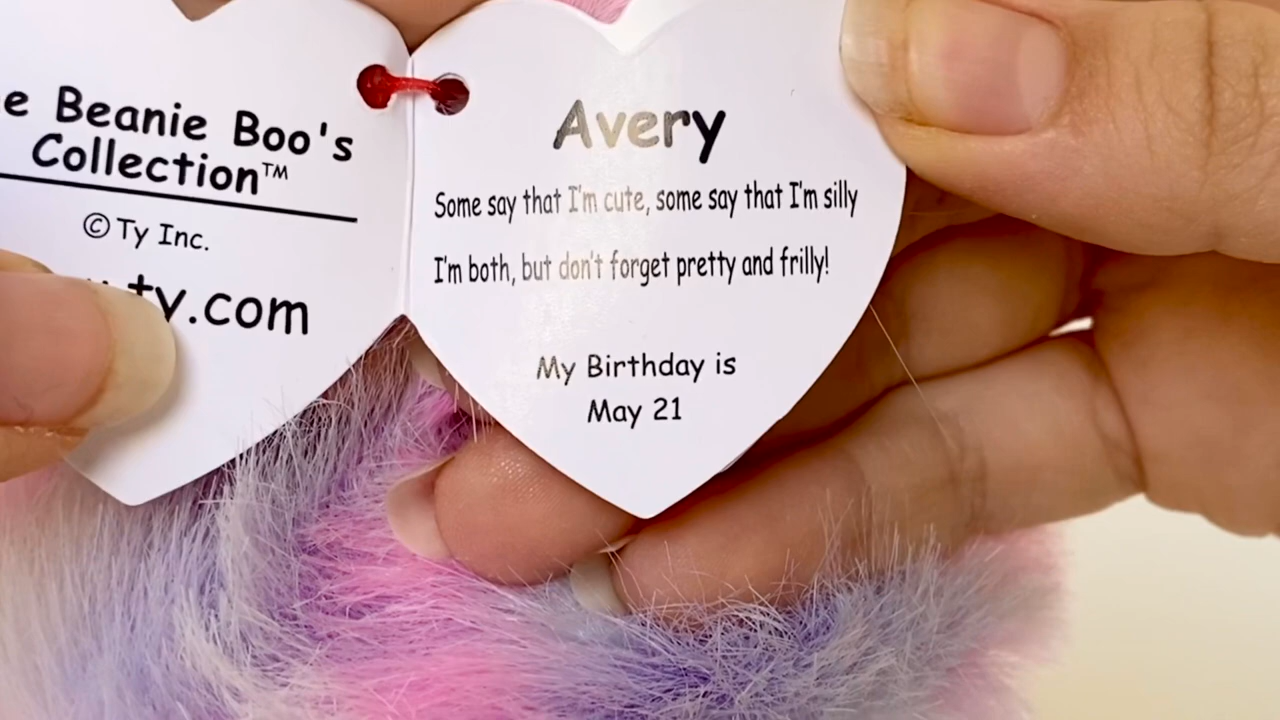 Beanie Boo's
Collection™
© Ty Inc.
ty.com
Avery
Some say that I'm cute, some say that I'm silly
I'm both, but don't forget pretty and frilly!
My Birthday is
May 21